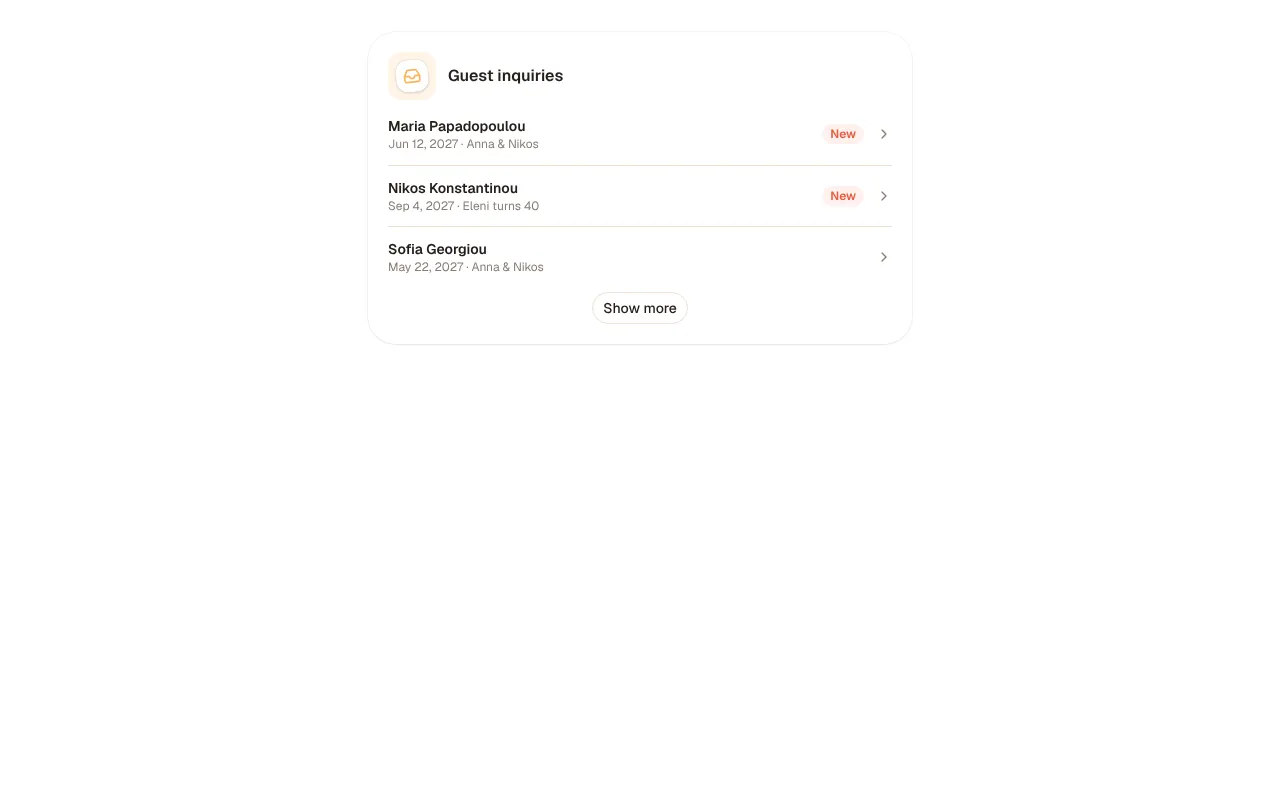 Guest inquiries
Maria Papadopoulou
Jun 12, 2027 · Anna & Nikos
New
Nikos Konstantinou
Sep 4, 2027 · Eleni turns 40
New
Sofia Georgiou
May 22, 2027 · Anna & Nikos
Show more